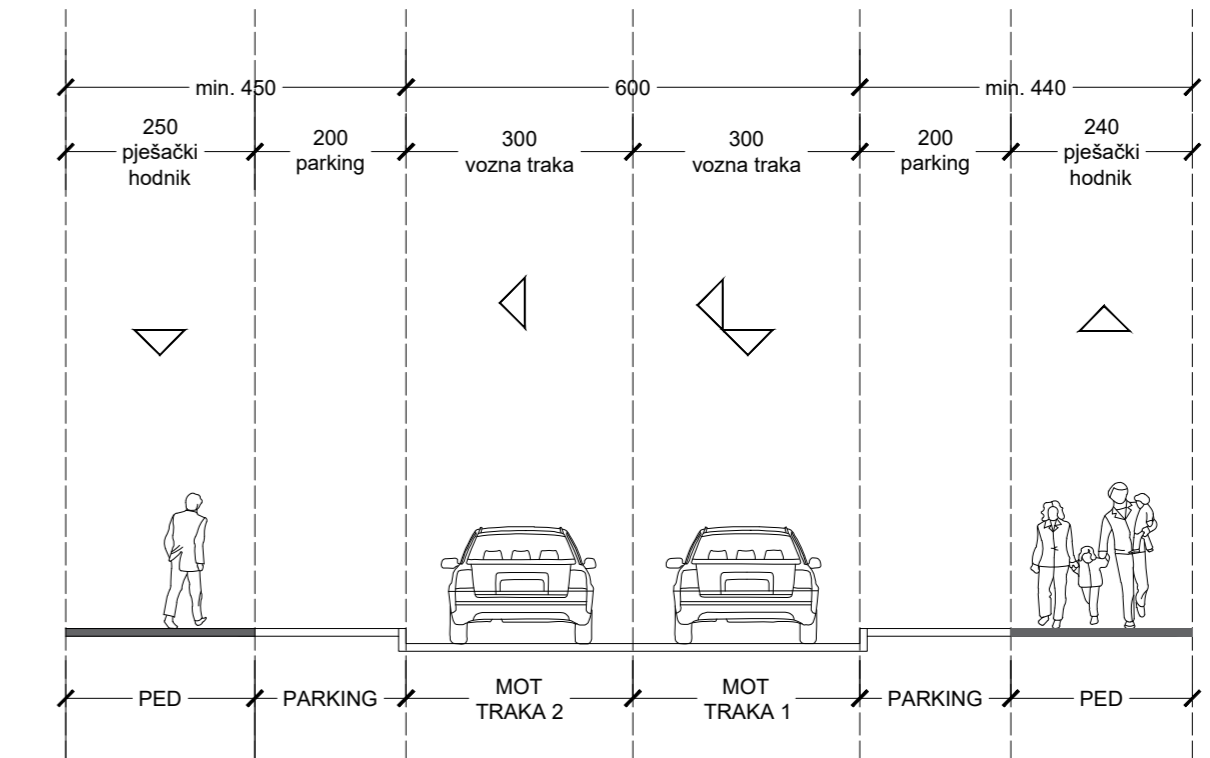 min. 450
600
min. 440
250
pješački
hodnik
200
parking
300
vozna traka
300
vozna traka
200
parking
240
pješački
hodnik
PED
PARKING
MOT
TRAKA 2
MOT
TRAKA 1
PARKING
PED